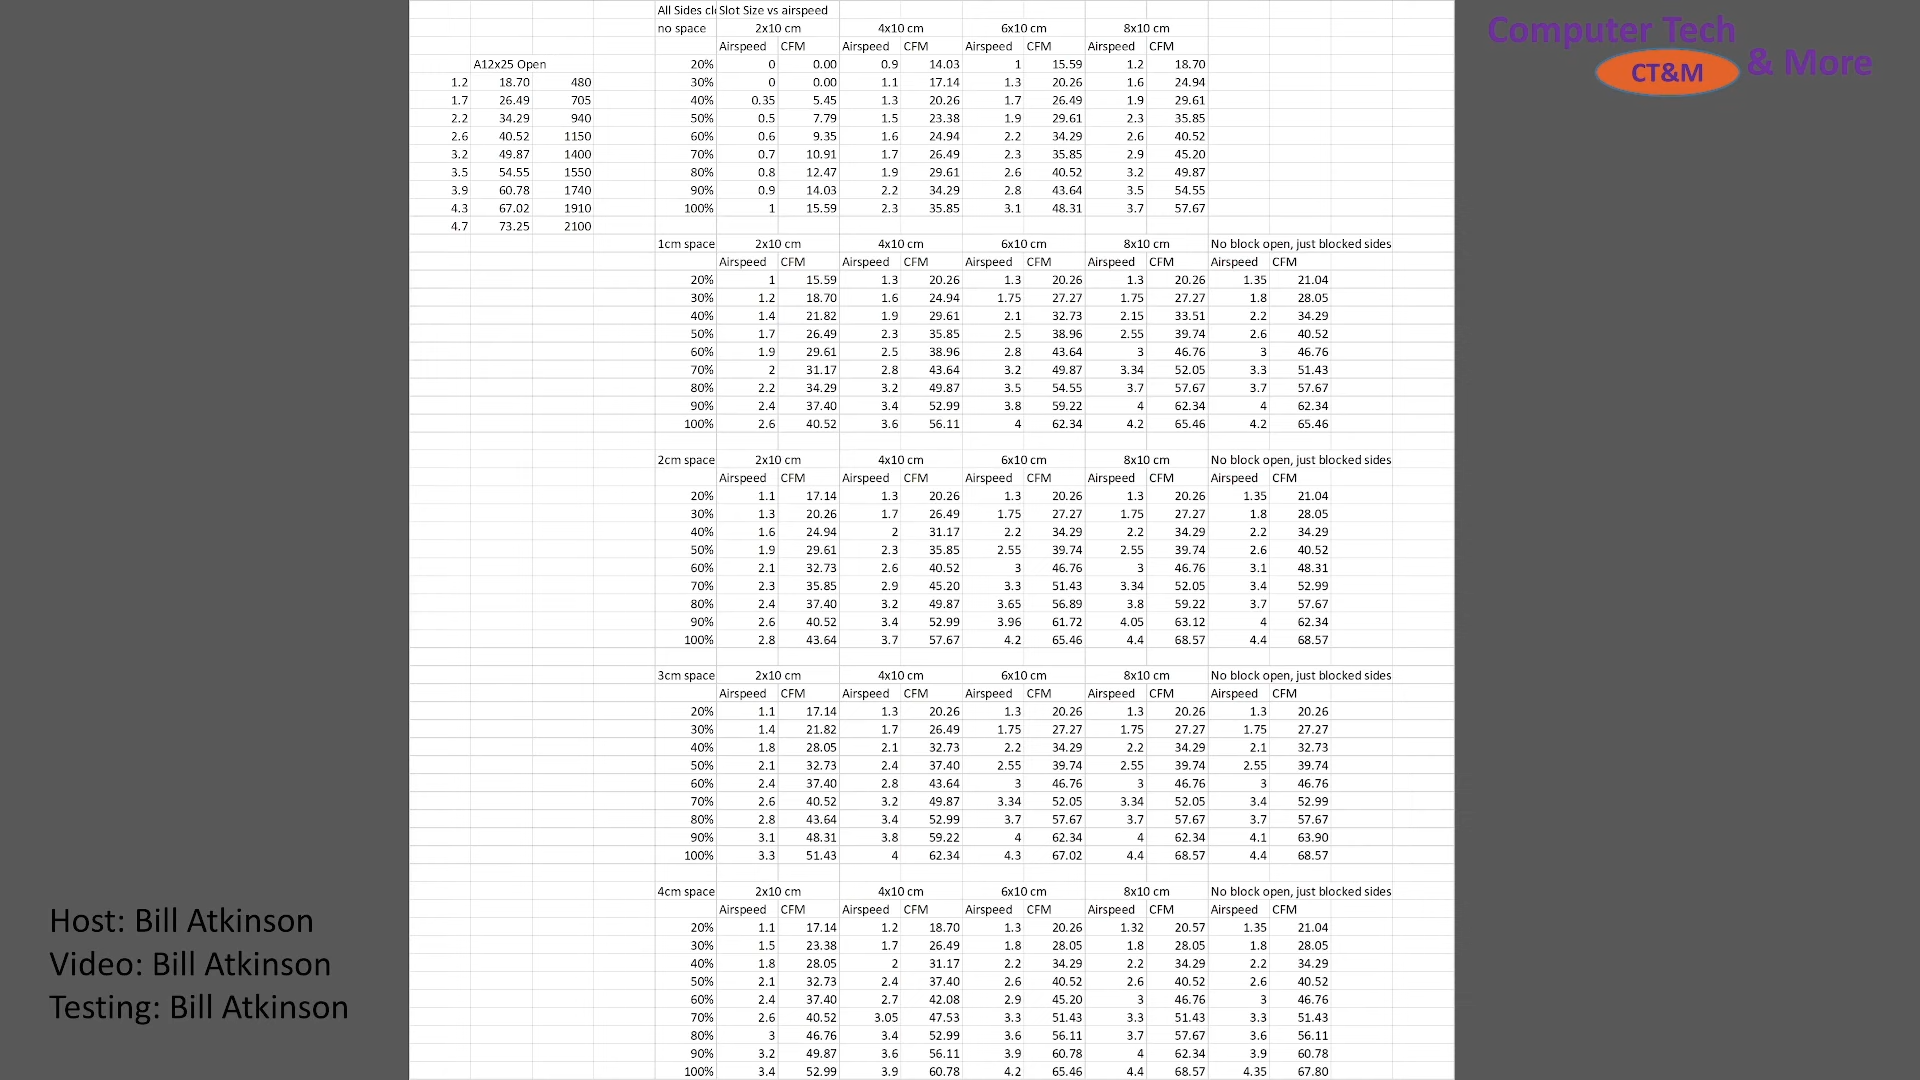 All Sides cl Slot Size vs airspeed
no space 2x10 cm 4x10 cm 6x10 cm 8x10 cm
Airspeed CFM Airspeed CFM Airspeed CFM Airspeed CFM
A12x25 Open 20% 0 0.00 0.9 14.03 1 15.59 1.2 18.70
1.2 18.70 480 30% 0 0.00 1.1 17.14 1.3 20.26 1.6 24.94
1.7 26.49 705 40% 0.35 5.45 1.3 20.26 1.7 26.49 1.9 29.61
2.2 34.29 940 50% 0.5 7.79 1.5 23.38 1.9 29.61 2.3 35.85
2.6 40.52 1150 60% 0.6 9.35 1.6 24.94 2.2 34.29 2.6 40.52
3.2 49.87 1400 70% 0.7 10.91 1.7 26.49 2.3 35.85 2.9 45.20
3.5 54.55 1550 80% 0.8 12.47 1.9 29.61 2.6 40.52 3.2 49.87
3.9 60.78 1740 90% 0.9 14.03 2.2 34.29 2.8 43.64 3.5 54.55
4.3 67.02 1910 100% 1 15.59 2.3 35.85 3.1 48.31 3.7 57.67
4.7 73.25 2100
1cm space 2x10 cm 4x10 cm 6x10 cm 8x10 cm No block open, just blocked sides
Airspeed CFM Airspeed CFM Airspeed CFM Airspeed CFM Airspeed CFM
20% 1 15.59 1.3 20.26 1.3 20.26 1.3 20.26 1.35 21.04
30% 1.2 18.70 1.6 24.94 1.75 27.27 1.75 27.27 1.8 28.05
40% 1.4 21.82 1.9 29.61 2.1 32.73 2.15 33.51 2.2 34.29
50% 1.7 26.49 2.3 35.85 2.5 38.96 2.55 39.74 2.6 40.52
60% 1.9 29.61 2.5 38.96 2.8 43.64 3 46.76 3 46.76
70% 2 31.17 2.8 43.64 3.2 49.87 3.34 52.05 3.3 51.43
80% 2.2 34.29 3.2 49.87 3.5 54.55 3.7 57.67 3.7 57.67
90% 2.4 37.40 3.4 52.99 3.8 59.22 4 62.34 4 62.34
100% 2.6 40.52 3.6 56.11 4 62.34 4.2 65.46 4.2 65.46
2cm space 2x10 cm 4x10 cm 6x10 cm 8x10 cm No block open, just blocked sides
Airspeed CFM Airspeed CFM Airspeed CFM Airspeed CFM Airspeed CFM
20% 1.1 17.14 1.3 20.26 1.3 20.26 1.3 20.26 1.35 21.04
30% 1.3 20.26 1.7 26.49 1.75 27.27 1.75 27.27 1.8 28.05
40% 1.6 24.94 2 31.17 2.2 34.29 2.2 34.29 2.2 34.29
50% 1.9 29.61 2.3 35.85 2.55 39.74 2.55 39.74 2.6 40.52
60% 2.1 32.73 2.6 40.52 3 46.76 3 46.76 3.1 48.31
70% 2.3 35.85 2.9 45.20 3.3 51.43 3.34 52.05 3.4 52.99
80% 2.4 37.40 3.2 49.87 3.65 56.89 3.8 59.22 3.7 57.67
90% 2.6 40.52 3.4 52.99 3.96 61.72 4.05 63.12 4 62.34
100% 2.8 43.64 3.7 57.67 4.2 65.46 4.4 68.57 4.4 68.57
3cm space 2x10 cm 4x10 cm 6x10 cm 8x10 cm No block open, just blocked sides
Airspeed CFM Airspeed CFM Airspeed CFM Airspeed CFM Airspeed CFM
20% 1.1 17.14 1.3 20.26 1.3 20.26 1.3 20.26 1.3 20.26
30% 1.4 21.82 1.7 26.49 1.75 27.27 1.75 27.27 1.75 27.27
40% 1.8 28.05 2.1 32.73 2.2 34.29 2.2 34.29 2.1 32.73
50% 2.1 32.73 2.4 37.40 2.55 39.74 2.55 39.74 2.55 39.74
60% 2.4 37.40 2.8 43.64 3 46.76 3 46.76 3 46.76
70% 2.6 40.52 3.2 49.87 3.34 52.05 3.34 52.05 3.4 52.99
80% 2.8 43.64 3.4 52.99 3.7 57.67 3.7 57.67 3.7 57.67
90% 3.1 48.31 3.8 59.22 4 62.34 4 62.34 4.1 63.90
100% 3.3 51.43 4 62.34 4.3 67.02 4.4 68.57 4.4 68.57
4cm space 2x10 cm 4x10 cm 6x10 cm 8x10 cm No block open, just blocked sides
Airspeed CFM Airspeed CFM Airspeed CFM Airspeed CFM Airspeed CFM
20% 1.1 17.14 1.2 18.70 1.3 20.26 1.32 20.57 1.35 21.04
30% 1.5 23.38 1.7 26.49 1.8 28.05 1.8 28.05 1.8 28.05
40% 1.8 28.05 2 31.17 2.2 34.29 2.2 34.29 2.2 34.29
50% 2.1 32.73 2.4 37.40 2.6 40.52 2.6 40.52 2.6 40.52
60% 2.4 37.40 2.7 42.08 2.9 45.20 3 46.76 3 46.76
70% 2.6 40.52 3.05 47.53 3.3 51.43 3.3 51.43 3.3 51.43
80% 3 46.76 3.4 52.99 3.6 56.11 3.7 57.67 3.6 56.11
90% 3.2 49.87 3.6 56.11 3.9 60.78 4 62.34 3.9 60.78
100% 3.4 52.99 3.9 60.78 4.2 65.46 4.4 68.57 4.35 67.80
Computer Tech
& More
CT&M
Host: Bill Atkinson
Video: Bill Atkinson
Testing: Bill Atkinson